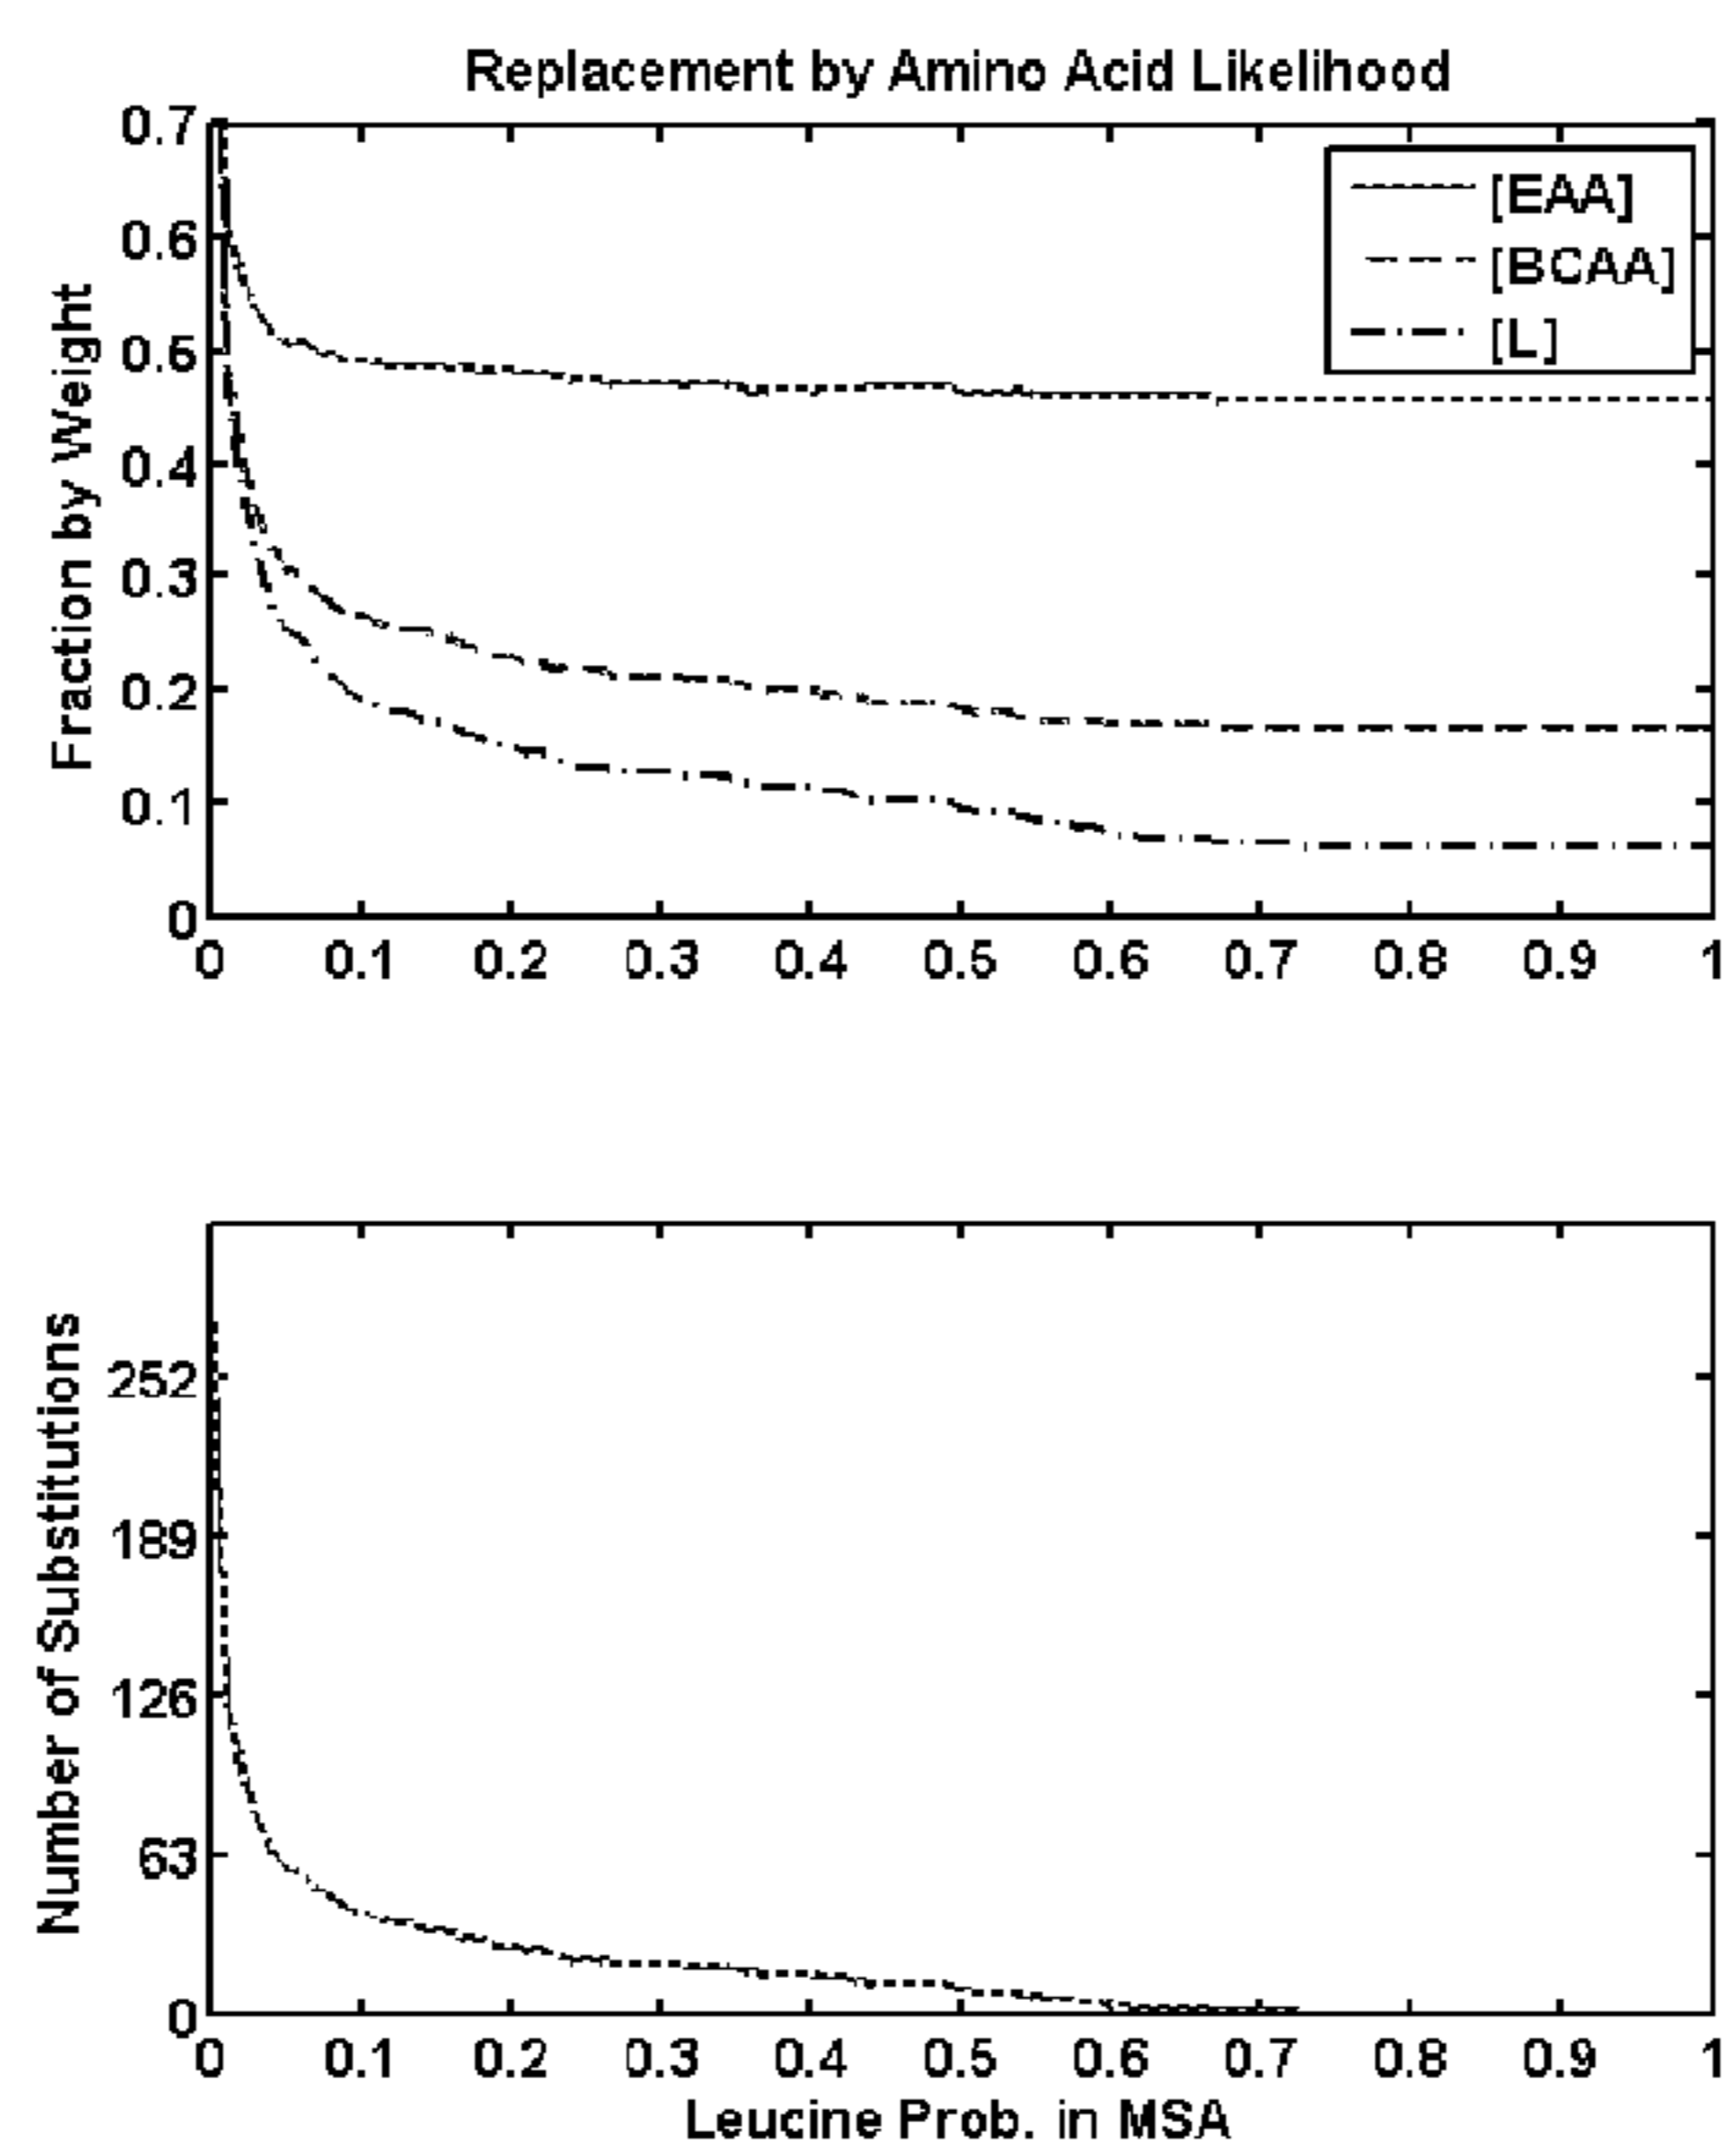 Replacement by Amino Acid Likelihood
Fraction by Weight
0.7
0.6
0.5
0.4
0.3
0.2
0.1
0
[EAA]
[BCAA]
[L]
0 0.1 0.2 0.3 0.4 0.5 0.6 0.7 0.8 0.9 1
Number of Substitutions
252
189
126
63
0
0 0.1 0.2 0.3 0.4 0.5 0.6 0.7 0.8 0.9 1
Leucine Prob. in MSA